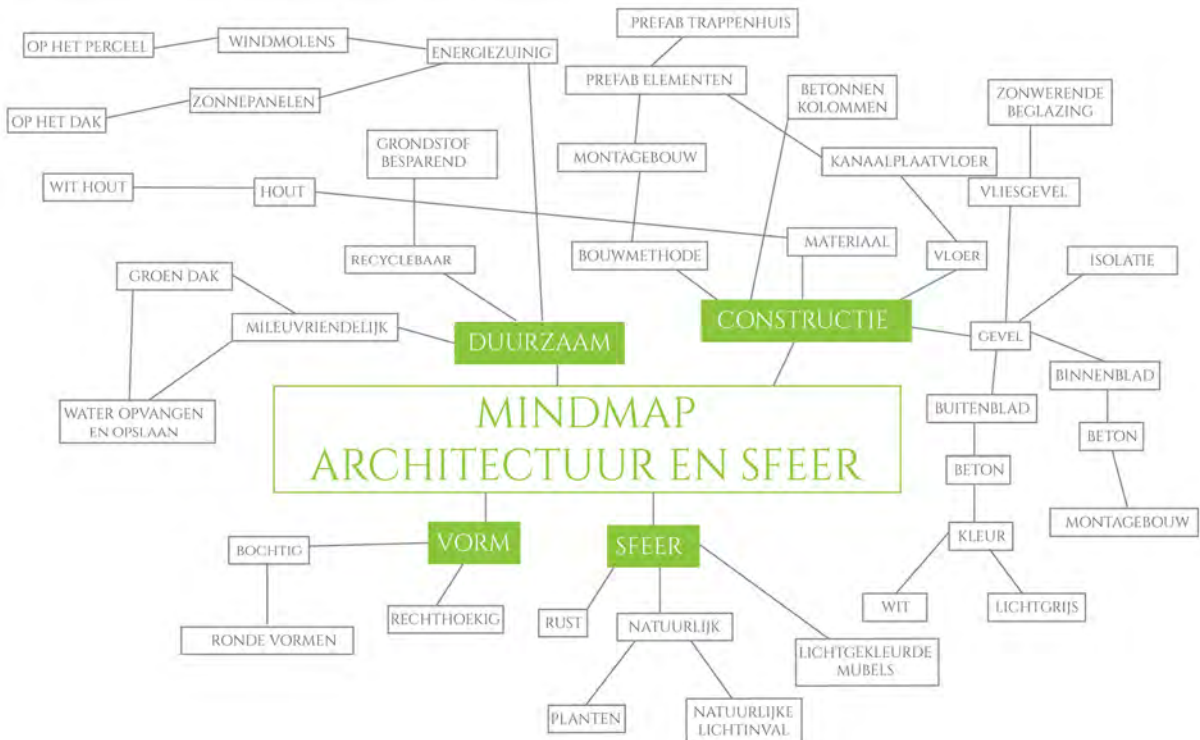 PREFAB TRAPPENHUIS
OP HET PERCEEL
WINDMOLENS
ENERGIEZUINIG
PREFAB ELEMENTEN
BETONNEN
KOLOMMEN
ZONWERENDE
BEGLAZING
ZONNEPANELEN
OP HET DAK
GRONDSTOF
BESPAREND
MONTAGEBOUW
KANAALPLAATVLOER
WIT HOUT
HOUT
VLIESGEVEL
MATERIAAL
BOUWMETHODE
RECYCLEBAAR
VLOER
ISOLATIE
GROEN DAK
MILEUVRIENDELIJK
DUURZAAM
CONSTRUCTIE
GEVEL
BINNENBLAD
WATER OPVANGEN
EN OPSLAAN
MINDMAP
ARCHITECTUUR EN SFEER
BUITENBLAD
BETON
BETON
MONTAGEBOUW
BOCHTIG
VORM
SFEER
KLEUR
RONDE VORMEN
RECHTHOEKIG
RUST
NATUURLIJK
WIT
LICHTGRIJS
LICHTGEKLEURDE
MUBELS
PLANTEN
NATUURLIJKE
LICHTINVAL